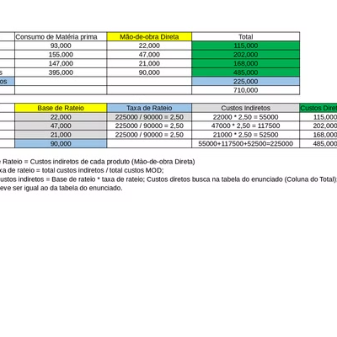 Consumo de Matéria prima Mão-de-obra Direta Total
93,000 22,000 115,000
155,000 47,000 202,000
147,000 21,000 168,000
s 395,000 90,000 485,000
os 225,000
710,000
Base de Rateio Taxa de Rateio Custos Indiretos Custos Diret
22,000 225000 / 90000 = 2,50 22000 * 2,50 = 55000 115,000
47,000 225000 / 90000 = 2,50 47000 * 2,50 = 117500 202,000
21,000 225000 / 90000 = 2,50 21000 * 2,50 = 52500 168,000
90,000 55000+117500+52500=225000 485,000
Rateio = Custos indiretos de cada produto (Mão-de-obra Direta)
xa de rateio = total custos indiretos / total custos MOD;
ustos indiretos = Base de rateio * taxa de rateio; Custos diretos busca na tabela do enunciado (Coluna do Total)
eve ser igual ao da tabela do enunciado.